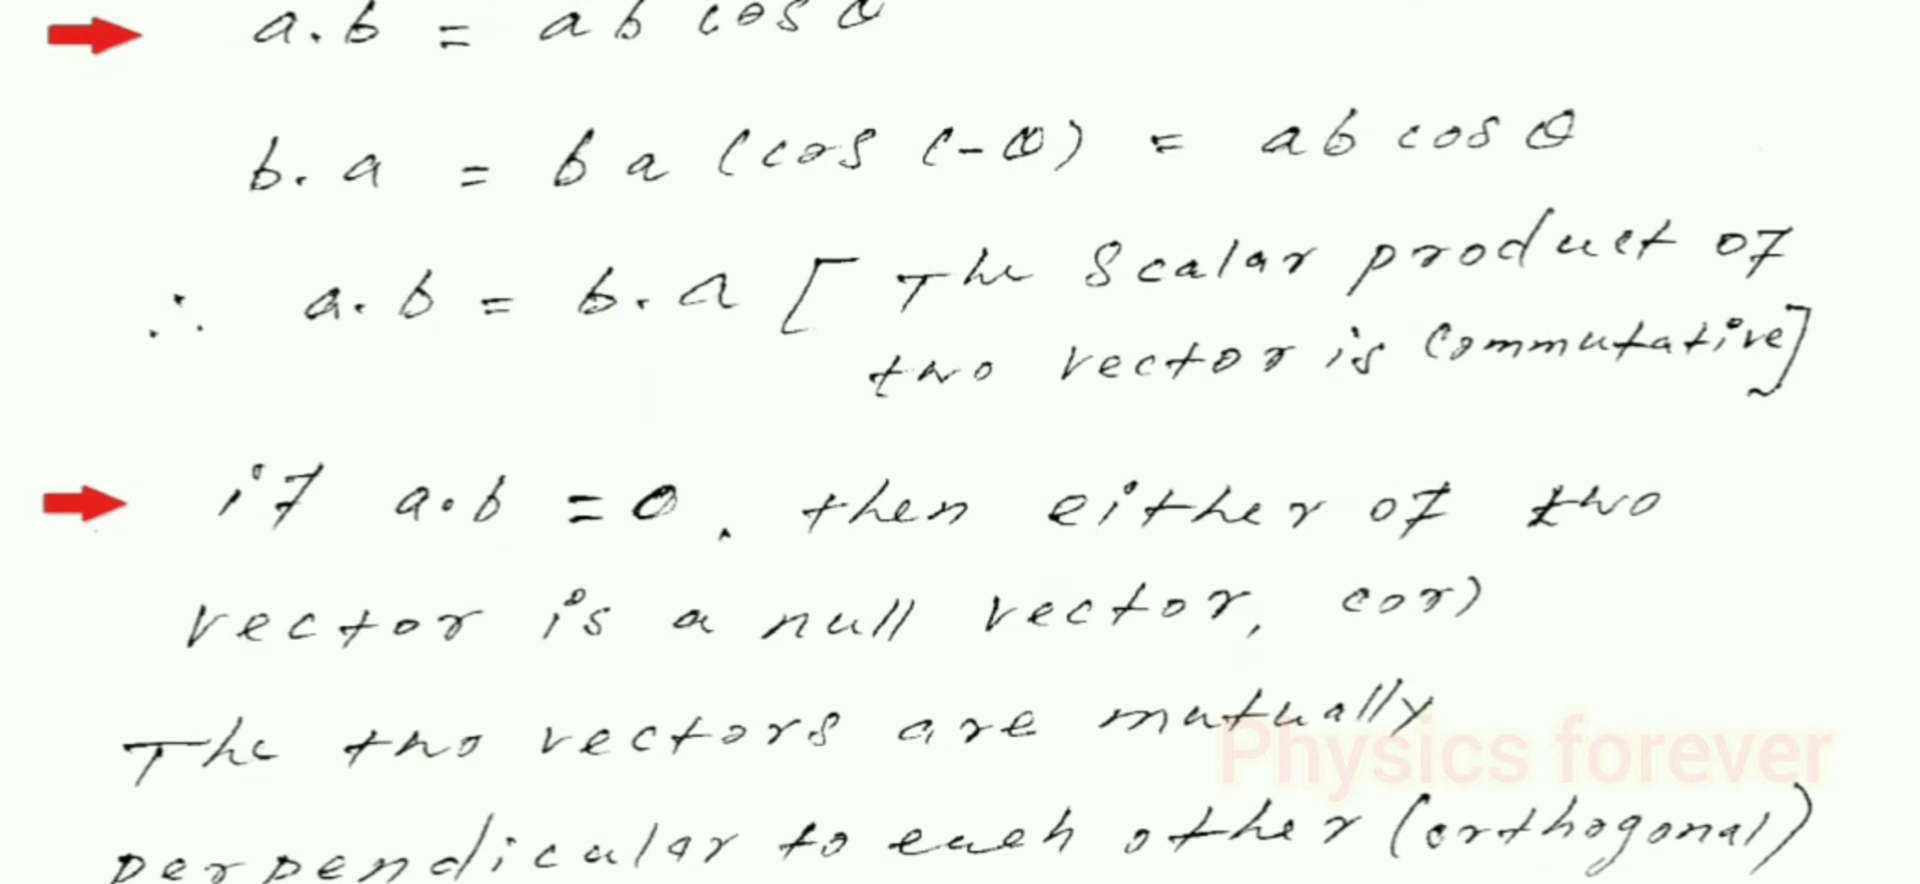 a.b = ab cos θ
b.a = ba (cos (-θ) = ab cos θ
∴ a.b = b.a [ The Scalar product of
two vector is Commutative]
if a.b = 0, then either of two
vector is a null vector, (or)
The two vectors are mutually
Physics forever
perpendicular to each other (orthogonal)